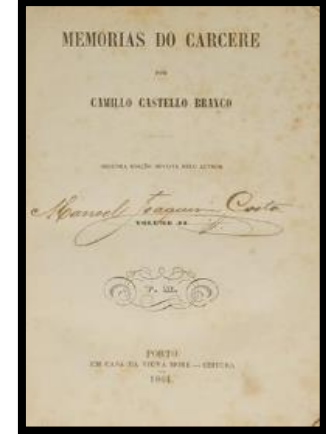 MEMORIAS DO CARCERE
POR
CAMILLO CASTELLO BRANCO
SEGUNDA EDIÇÃO REVISTA PELO AUCTOR
Manoel Joaquim Costa
VOLUME II
PORTO
EM CASA DA VIUVA MORÉ — EDITORA
1864